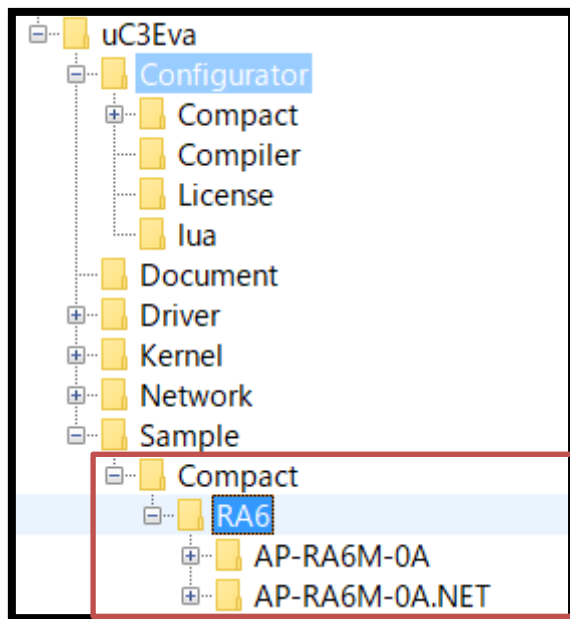 uC3Eva
Configurator
Compact
Compiler
License
lua
Document
Driver
Kernel
Network
Sample
Compact
RA6
AP-RA6M-0A
AP-RA6M-0A.NET